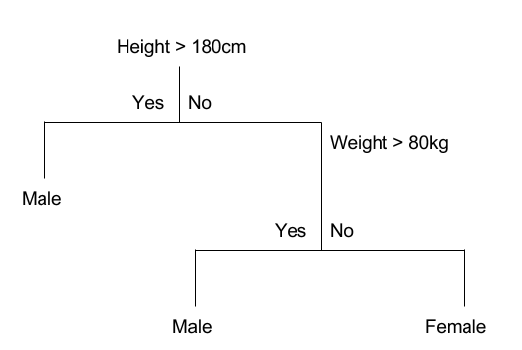 Height > 180cm
Yes No
Weight > 80kg
Male
Yes No
Male Female